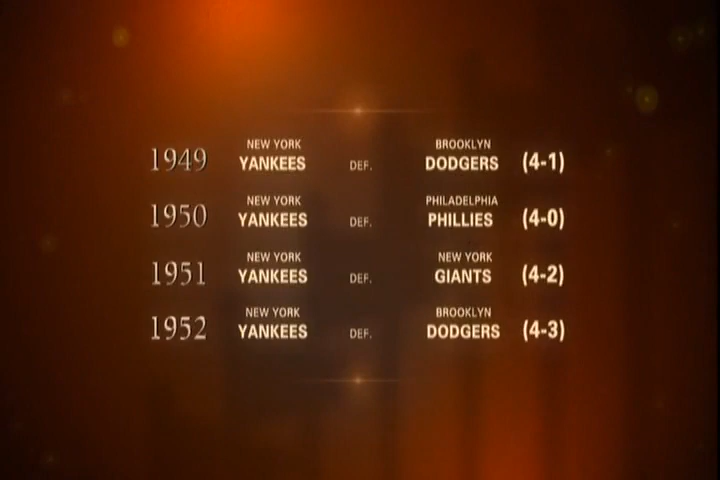 NEW YORK BROOKLYN
1949 YANKEES DEF. DODGERS (4-1)
NEW YORK PHILADELPHIA
1950 YANKEES DEF. PHILLIES (4-0)
NEW YORK NEW YORK
1951 YANKEES DEF. GIANTS (4-2)
NEW YORK BROOKLYN
1952 YANKEES DEF. DODGERS (4-3)